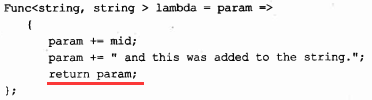 Func<string, string > lambda = param =>
{
param += mid;
param += " and this was added to the string.";
return param;
};